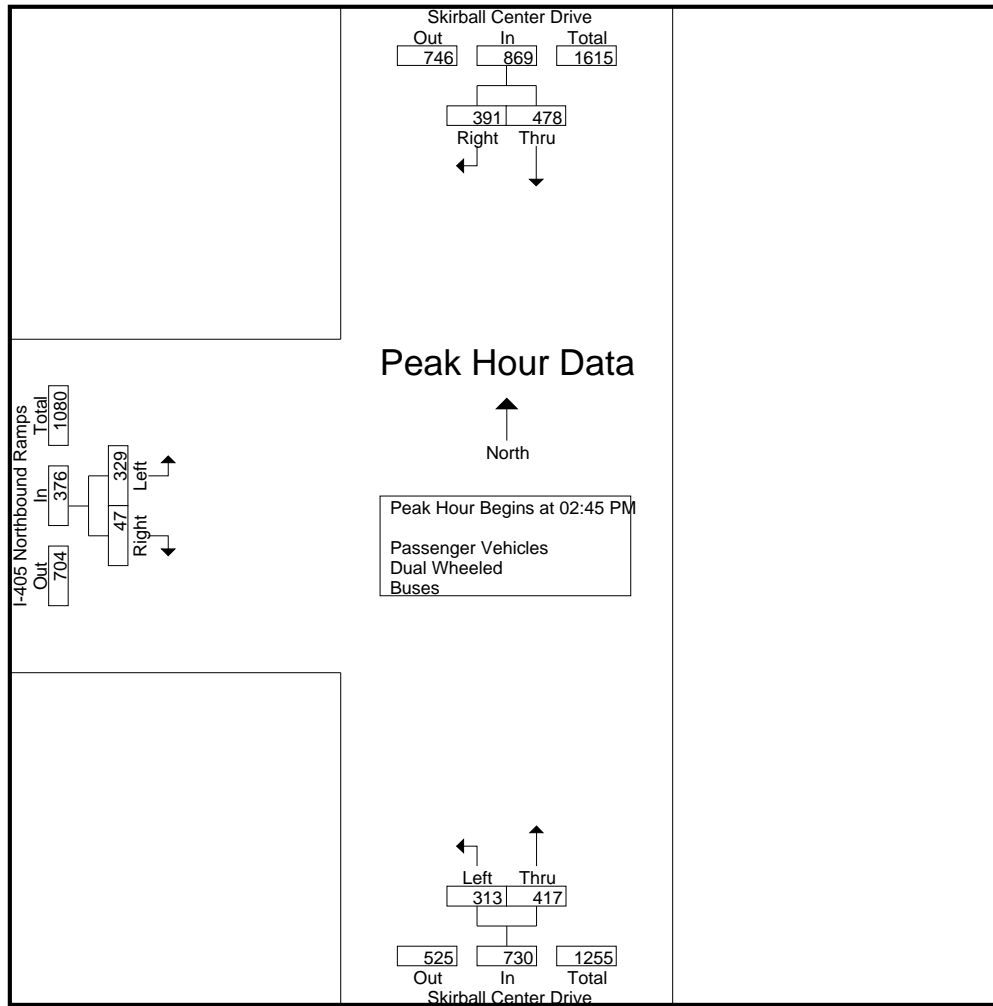 Skirball Center Drive
Out In Total
746 869 1615
391 478
Right Thru
Peak Hour Data
North
Peak Hour Begins at 02:45 PM
Passenger Vehicles
Dual Wheeled
Buses
I-405 Northbound Ramps
Out In Total
704 376 1080
47 329
Right Left
Left Thru
313 417
525 730 1255
Out In Total
Skirball Center Drive